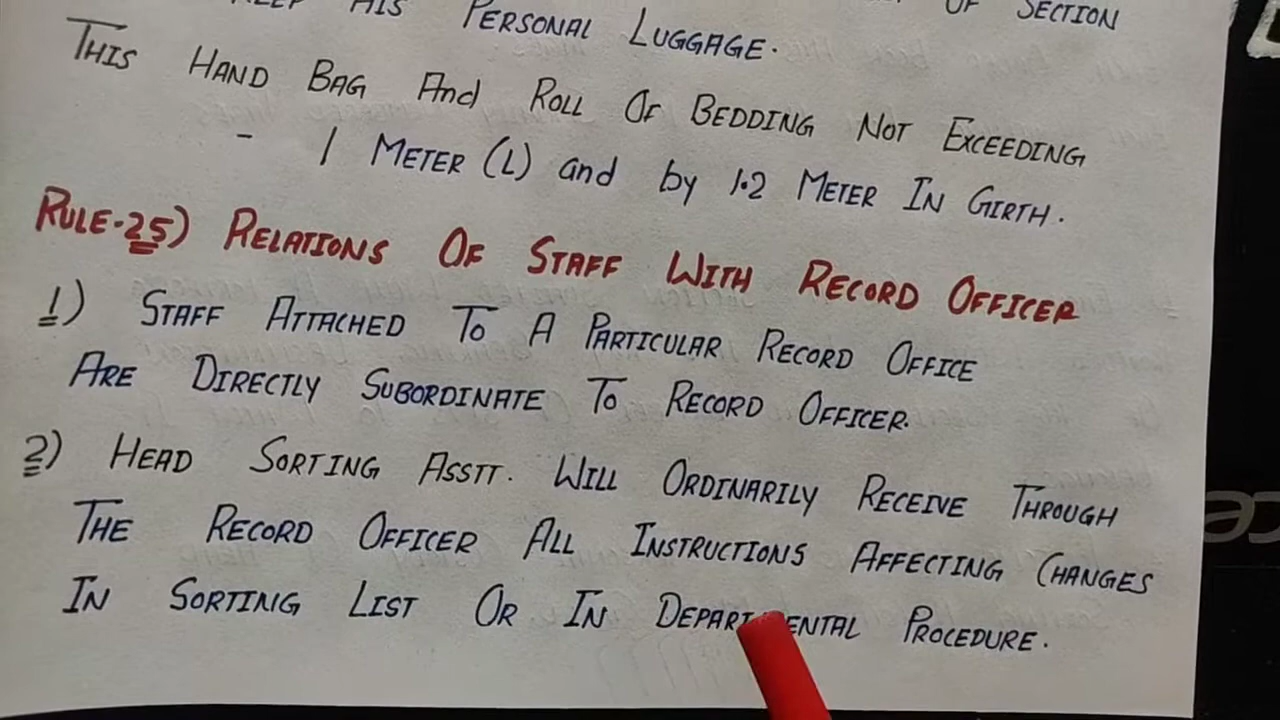 HIS PERSONAL LUGGAGE. OF SECTION
THIS HAND BAG And ROLL OF BEDDING NOT EXCEEDING
- 1 METER (L) and by 1.2 METER IN GIRTH.
RULE-25) RELATIONS OF STAFF WITH RECORD OFFICER
1) STAFF ATTACHED TO A PARTICULAR RECORD OFFICE
ARE DIRECTLY SUBORDINATE TO RECORD OFFICER.
2) HEAD SORTING ASSTT. WILL ORDINARILY RECEIVE THROUGH
THE RECORD OFFICER ALL INSTRUCTIONS AFFECTING CHANGES
IN SORTING LIST OR IN PROCEDURE.